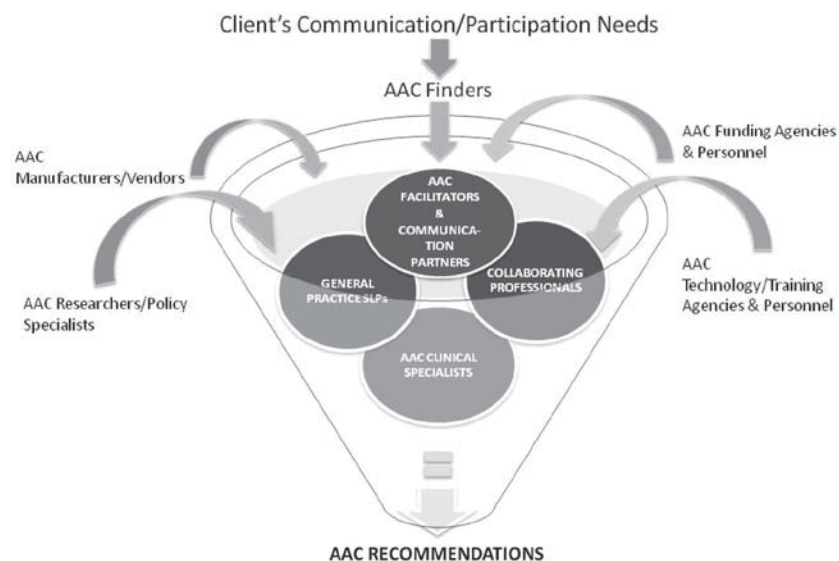 Client's Communication/Participation Needs
AAC Finders
AAC
Manufacturers/Vendors
AAC Funding Agencies
& Personnel
AAC
FACILITATORS
&
COMMUNICA-
TION
PARTNERS
GENERAL
PRACTICE SLPs
COLLABORATING
PROFESSIONALS
AAC Researchers/Policy
Specialists
AAC
Technology/Training
Agencies & Personnel
AAC CLINICAL
SPECIALISTS
AAC RECOMMENDATIONS